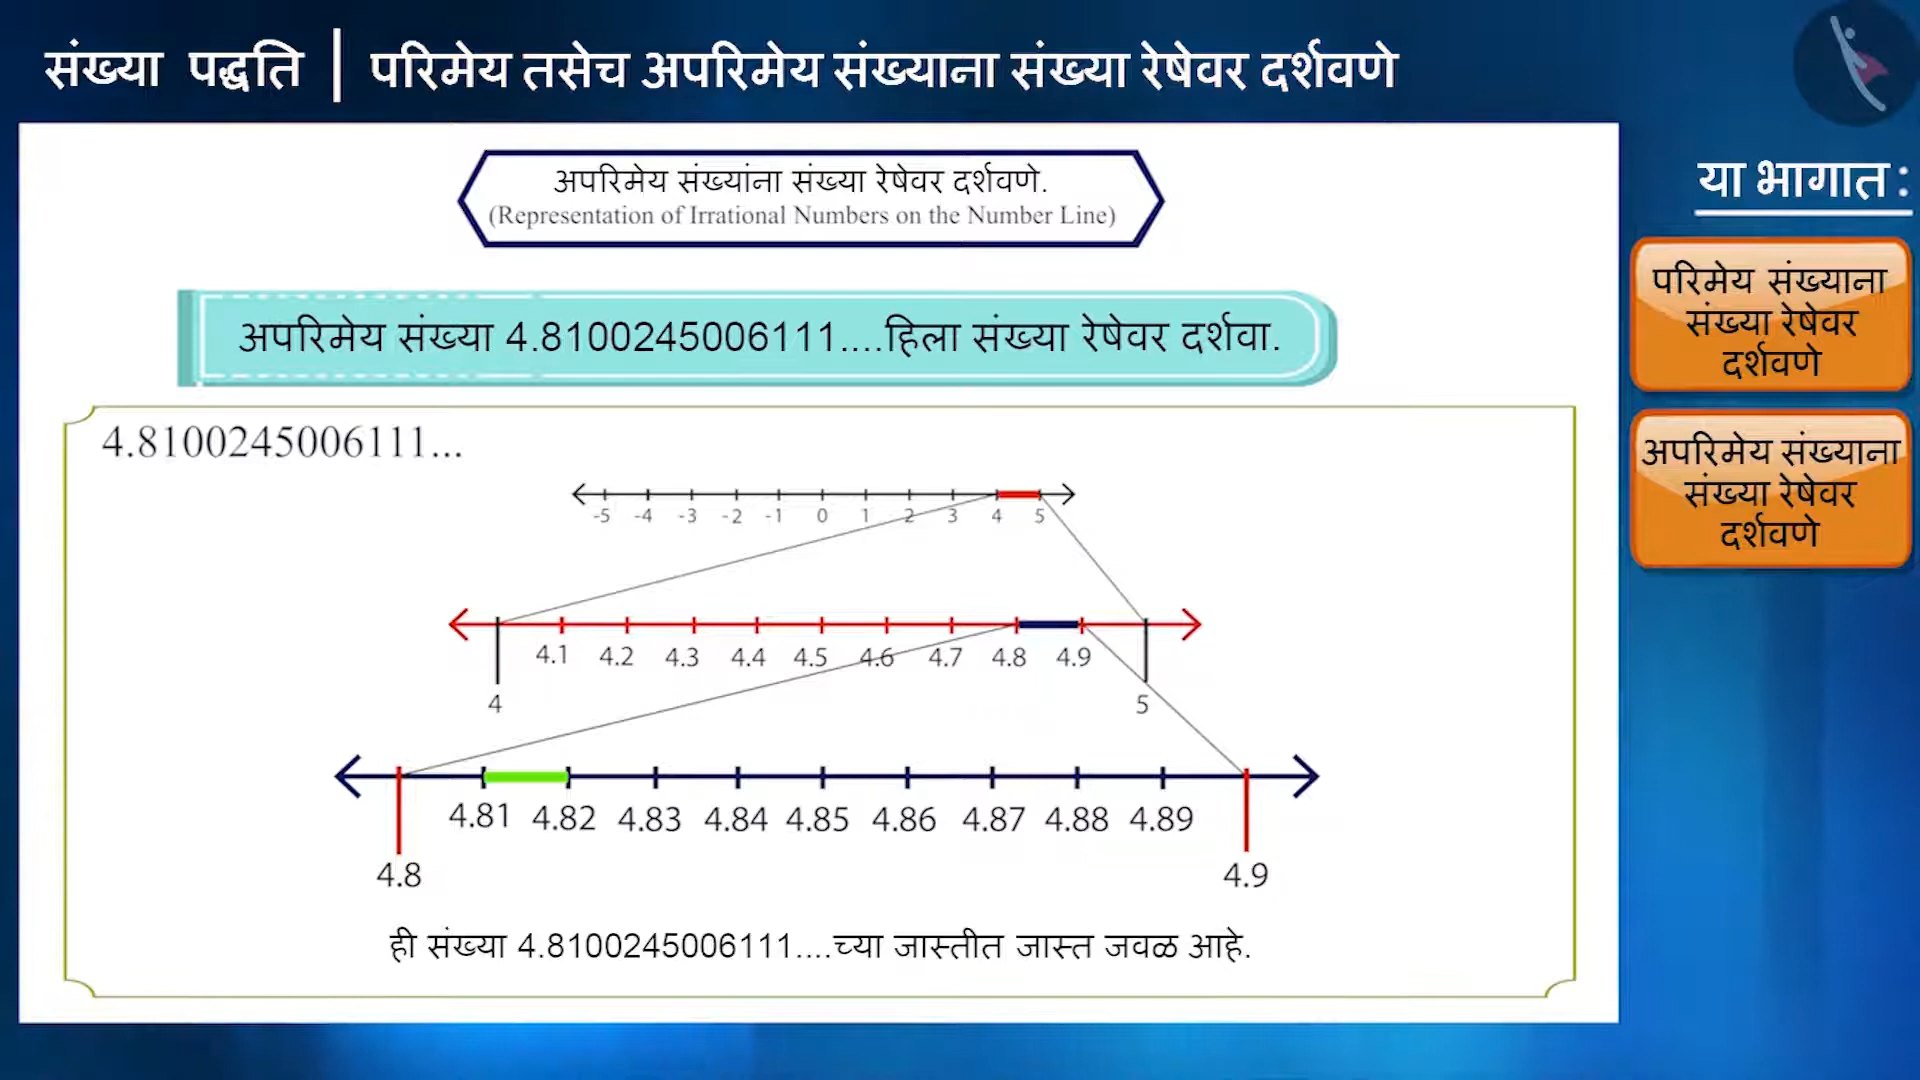 संख्या पद्धति | परिमेय तसेच अपरिमेय संख्याना संख्या रेषेवर दर्शवणे
या भागात :
परिमेय संख्याना
संख्या रेषेवर
दर्शवणे
अपरिमेय संख्याना
संख्या रेषेवर
दर्शवणे
अपरिमेय संख्यांना संख्या रेषेवर दर्शवणे.
(Representation of Irrational Numbers on the Number Line)
अपरिमेय संख्या 4.8100245006111....हिला संख्या रेषेवर दर्शवा.
4.8100245006111...
-5 -4 -3 -2 -1 0 1 2 3 4 5
4.1 4.2 4.3 4.4 4.5 4.6 4.7 4.8 4.9
4 5
4.81 4.82 4.83 4.84 4.85 4.86 4.87 4.88 4.89
4.8 4.9
ही संख्या 4.8100245006111....च्या जास्तीत जास्त जवळ आहे.